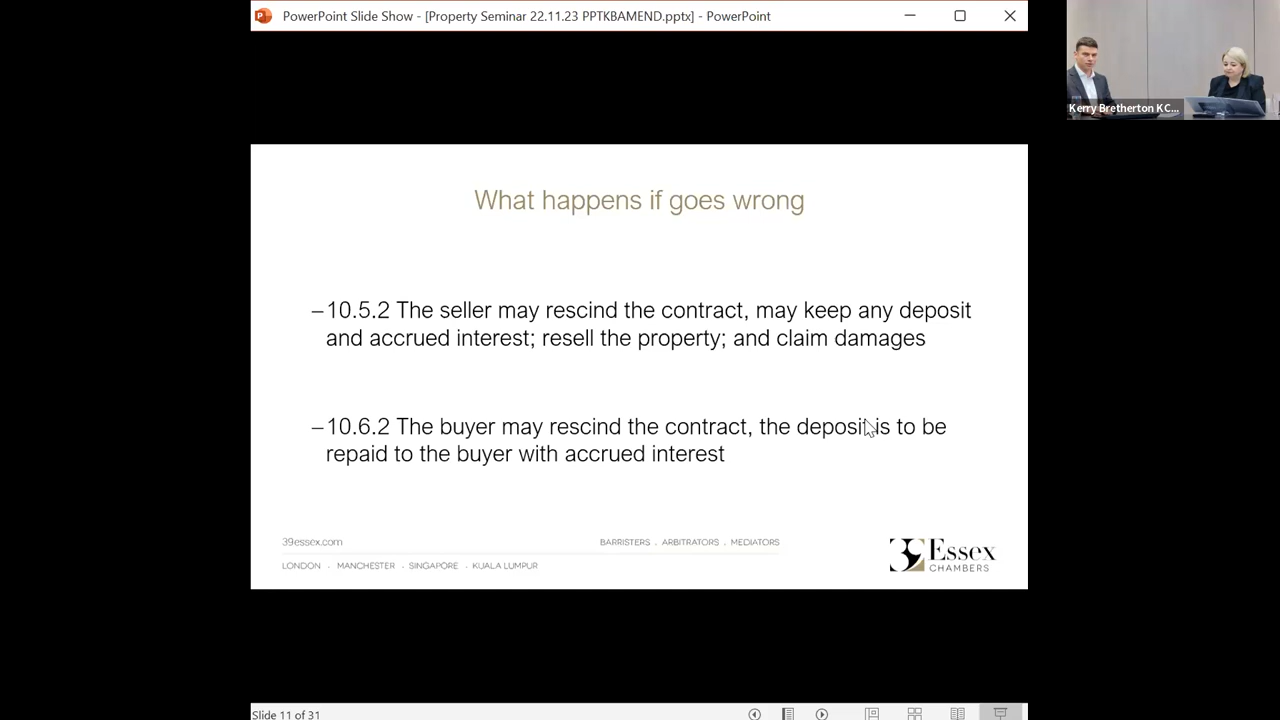 PowerPoint Slide Show - [Property Seminar 22.11.23 PPTKBAMEND.pptx] - PowerPoint
Kerry Bretherton KC...
What happens if goes wrong
–10.5.2 The seller may rescind the contract, may keep any deposit
and accrued interest; resell the property; and claim damages
–10.6.2 The buyer may rescind the contract, the deposit is to be
repaid to the buyer with accrued interest
39essex.com
BARRISTERS . ARBITRATORS . MEDIATORS
LONDON . MANCHESTER . SINGAPORE . KUALA LUMPUR
39 Essex
CHAMBERS
Slide 11 of 31